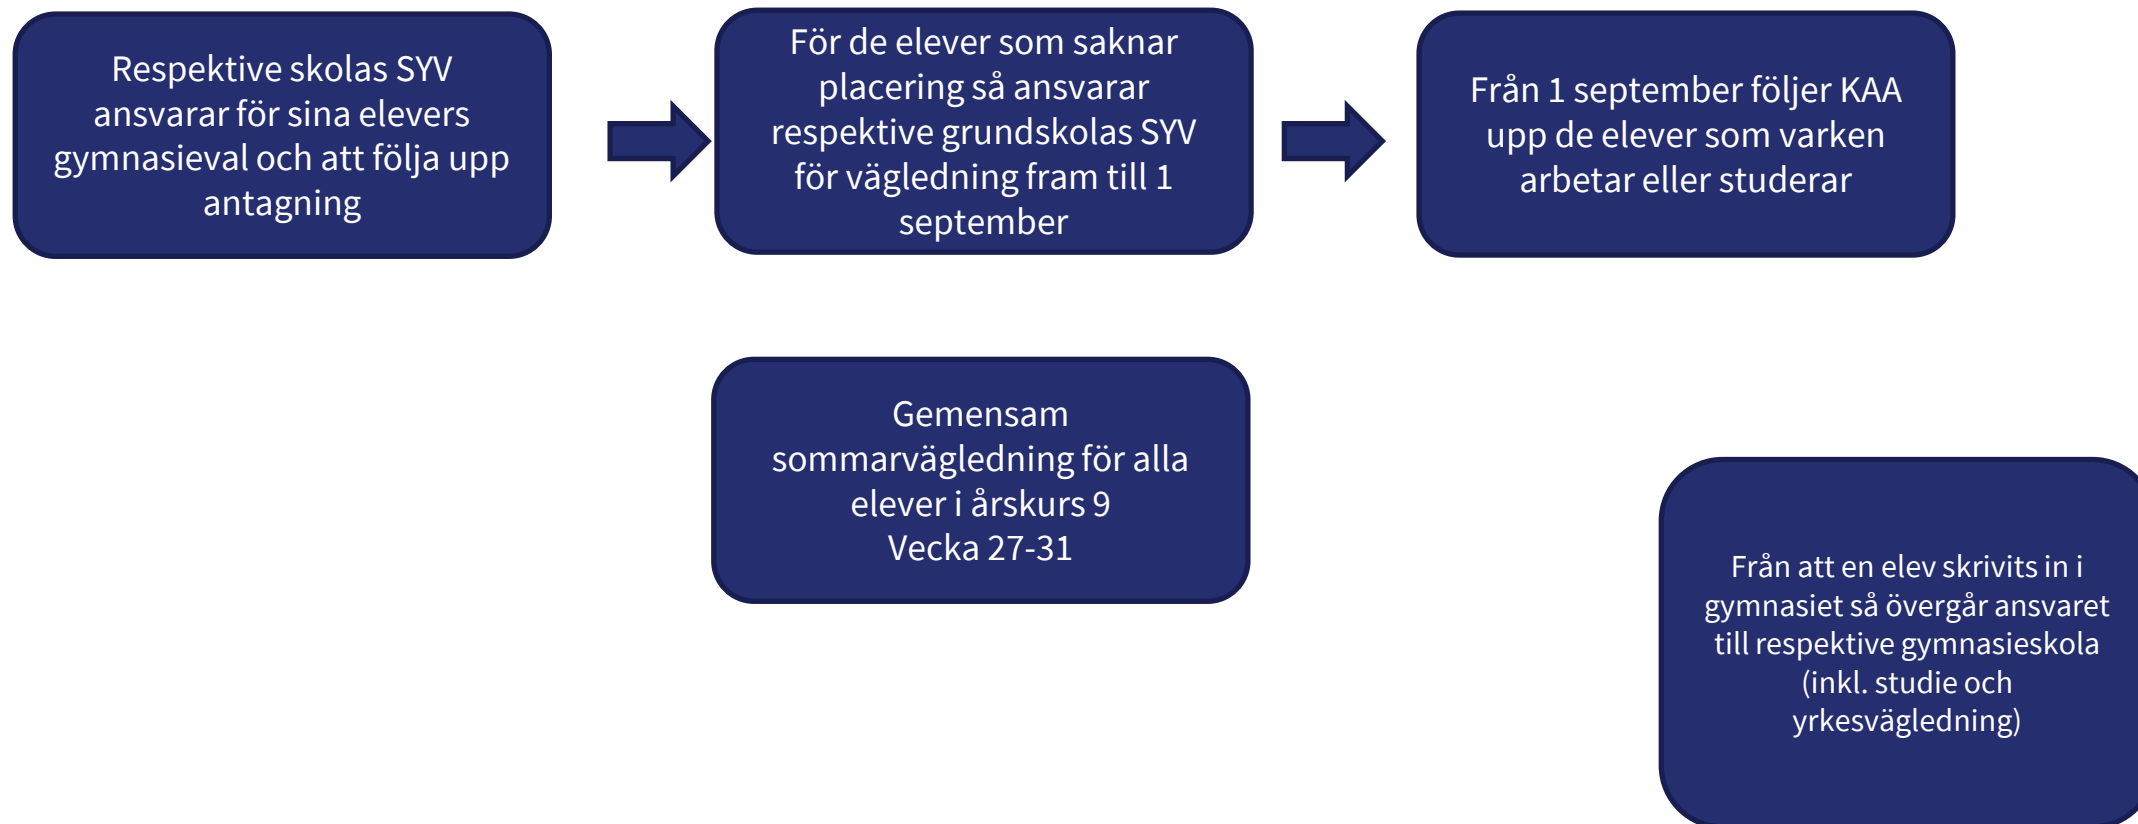 Respektive skolas SYV
ansvarar för sina elevers
gymnasieval och att följa upp
antagning
För de elever som saknar
placering så ansvarar
respektive grundskolas SYV
för vägledning fram till 1
september
Från 1 september följer KAA
upp de elever som varken
arbetar eller studerar
Gemensam
sommarvägledning för alla
elever i årskurs 9
Vecka 27-31
Från att en elev skrivits in i
gymnasiet så övergår ansvaret
till respektive gymnasieskola
(inkl. studie och
yrkesvägledning)